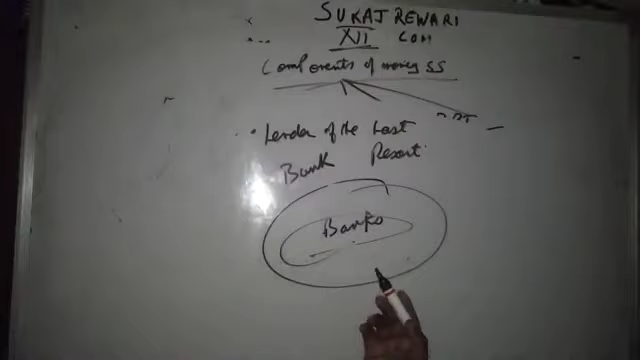 SURAJ REWARI
XII COM
Components of money SS
• Lender of the Last
Bank Resort
Banks